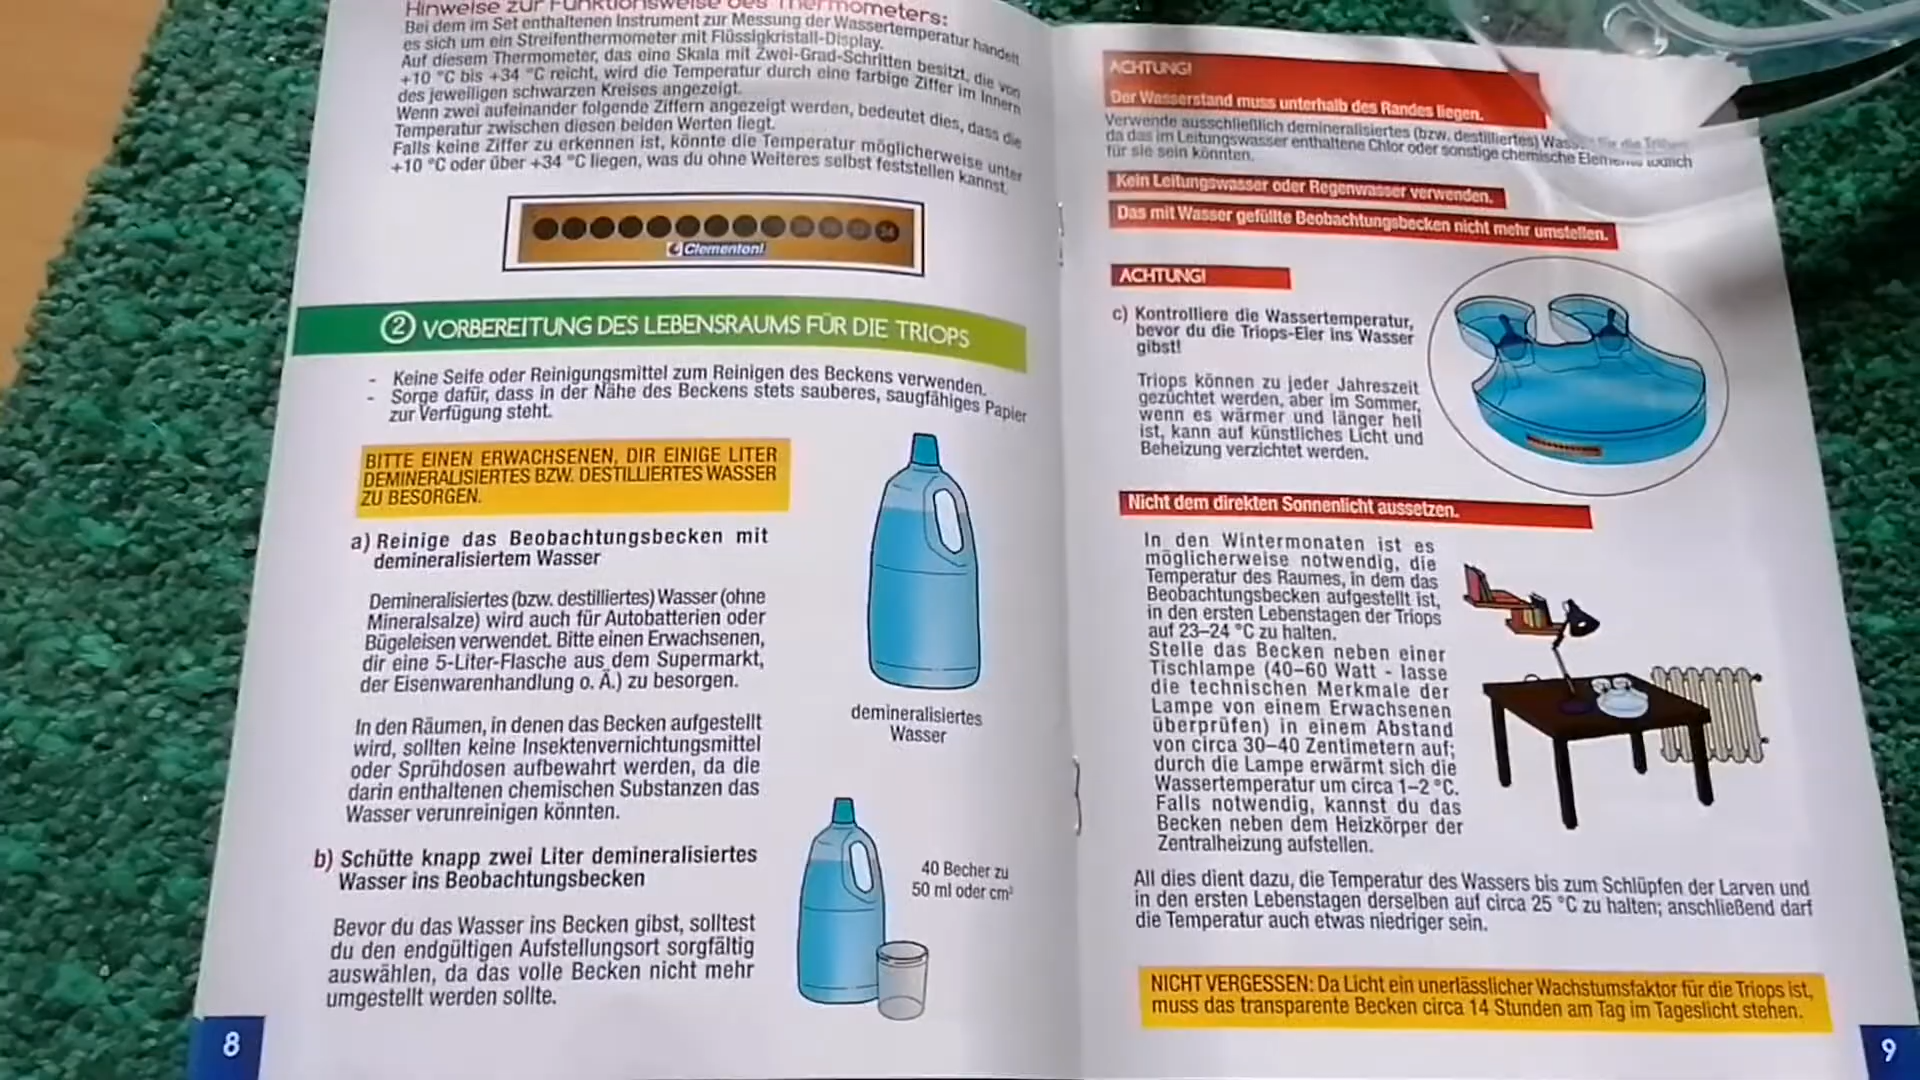 Hinweise zur Funktionsweise des Thermometers:
Bei dem im Set enthaltenen Instrument zur Messung der Wassertemperatur handelt
es sich um ein Streifenthermometer mit Flüssigkristall-Display.
Auf diesem Thermometer, das eine Skala mit Zwei-Grad-Schritten besitzt, die von
+10 °C bis +34 °C reicht, wird die Temperatur durch eine farbige Ziffer im Innern
des jeweiligen schwarzen Kreises angezeigt.
Wenn zwei aufeinander folgende Ziffern angezeigt werden, bedeutet dies, dass die
Temperatur zwischen diesen beiden Werten liegt.
Falls keine Ziffer zu erkennen ist, könnte die Temperatur möglicherweise unter
+10 °C oder über +34 °C liegen, was du ohne Weiteres selbst feststellen kannst.
34
Clementoni
2 VORBEREITUNG DES LEBENSRAUMS FÜR DIE TRIOPS
- Keine Seife oder Reinigungsmittel zum Reinigen des Beckens verwenden.
- Sorge dafür, dass in der Nähe des Beckens stets sauberes, saugfähiges Papier
zur Verfügung steht.
BITTE EINEN ERWACHSENEN, DIR EINIGE LITER
DEMINERALISIERTES BZW. DESTILLIERTES WASSER
ZU BESORGEN.
a) Reinige das Beobachtungsbecken mit
demineralisiertem Wasser
Demineralisiertes (bzw. destilliertes) Wasser (ohne
Mineralsalze) wird auch für Autobatterien oder
Bügeleisen verwendet. Bitte einen Erwachsenen,
dir eine 5-Liter-Flasche aus dem Supermarkt,
der Eisenwarenhandlung o. Ä.) zu besorgen.
In den Räumen, in denen das Becken aufgestellt
wird, sollten keine Insektenvernichtungsmittel
oder Sprühdosen aufbewahrt werden, da die
darin enthaltenen chemischen Substanzen das
Wasser verunreinigen könnten.
demineralisiertes
Wasser
b) Schütte knapp zwei Liter demineralisiertes
Wasser ins Beobachtungsbecken
Bevor du das Wasser ins Becken gibst, solltest
du den endgültigen Aufstellungsort sorgfältig
auswählen, da das volle Becken nicht mehr
umgestellt werden sollte.
40 Becher zu
50 ml oder cm³
8
ACHTUNG!
Der Wasserstand muss unterhalb des Randes liegen.
Verwende ausschließlich demineralisiertes (bzw. destilliertes) Wasser für die Triops,
da das im Leitungswasser enthaltene Chlor oder sonstige chemische Elemente tödlich
für sie sein könnten.
Kein Leitungswasser oder Regenwasser verwenden.
Das mit Wasser gefüllte Beobachtungsbecken nicht mehr umstellen.
ACHTUNG!
c) Kontrolliere die Wassertemperatur,
bevor du die Triops-Eier ins Wasser
gibst!
Triops können zu jeder Jahreszeit
gezüchtet werden, aber im Sommer,
wenn es wärmer und länger hell
ist, kann auf künstliches Licht und
Beheizung verzichtet werden.
Nicht dem direkten Sonnenlicht aussetzen.
In den Wintermonaten ist es
möglicherweise notwendig, die
Temperatur des Raumes, in dem das
Beobachtungsbecken aufgestellt ist,
in den ersten Lebenstagen der Triops
auf 23–24 °C zu halten.
Stelle das Becken neben einer
Tischlampe (40–60 Watt - lasse
die technischen Merkmale der
Lampe von einem Erwachsenen
überprüfen) in einem Abstand
von circa 30–40 Zentimetern auf;
durch die Lampe erwärmt sich die
Wassertemperatur um circa 1–2 °C.
Falls notwendig, kannst du das
Becken neben dem Heizkörper der
Zentralheizung aufstellen.
All dies dient dazu, die Temperatur des Wassers bis zum Schlüpfen der Larven und
in den ersten Lebenstagen derselben auf circa 25 °C zu halten; anschließend darf
die Temperatur auch etwas niedriger sein.
NICHT VERGESSEN: Da Licht ein unerlässlicher Wachstumsfaktor für die Triops ist,
muss das transparente Becken circa 14 Stunden am Tag im Tageslicht stehen.
9